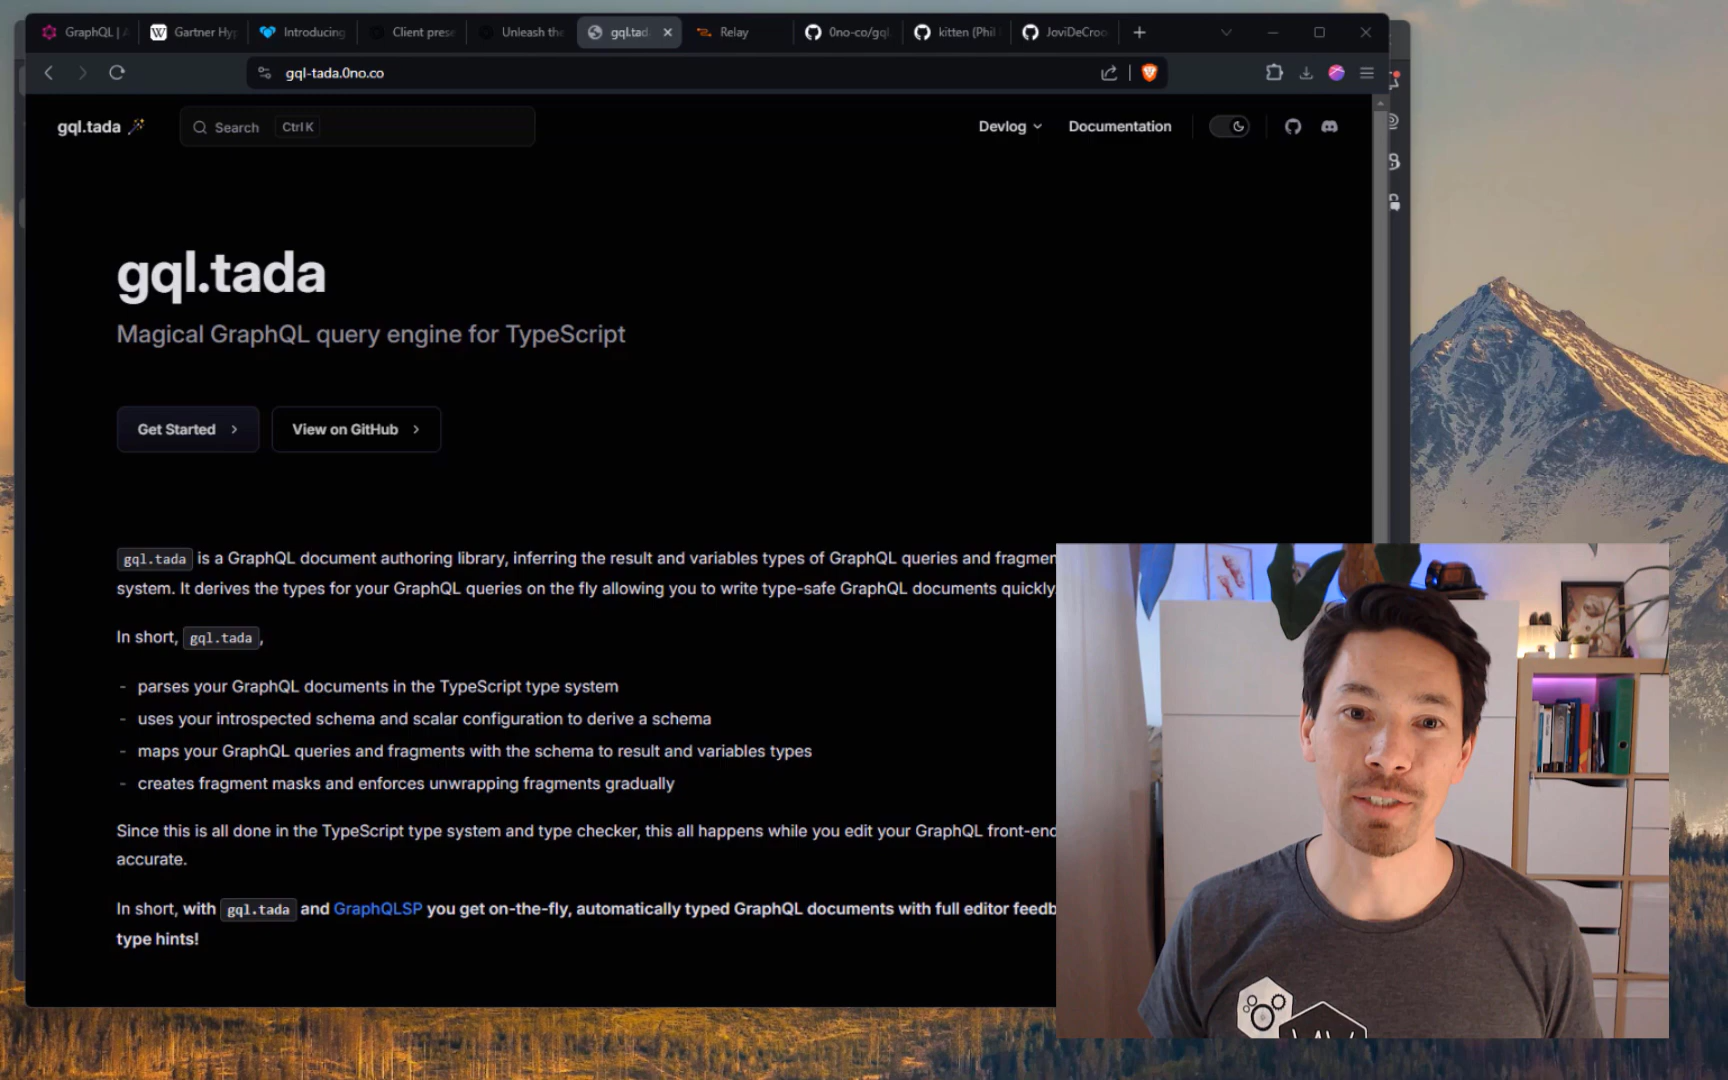 GraphQL | A
Gartner Hyp
Introducing
Client prese
Unleash the
gql.tad
Relay
0no-co/gql.
kitten (Phil
JoviDeCroo
gql-tada.0no.co
gql.tada
Search
Ctrl K
Devlog
Documentation
gql.tada
Magical GraphQL query engine for TypeScript
Get Started
View on GitHub
gql.tada is a GraphQL document authoring library, inferring the result and variables types of GraphQL queries and fragmen
system. It derives the types for your GraphQL queries on the fly allowing you to write type-safe GraphQL documents quickly.
In short, gql.tada,
- parses your GraphQL documents in the TypeScript type system
- uses your introspected schema and scalar configuration to derive a schema
- maps your GraphQL queries and fragments with the schema to result and variables types
- creates fragment masks and enforces unwrapping fragments gradually
Since this is all done in the TypeScript type system and type checker, this all happens while you edit your GraphQL front-end
accurate.
In short, with gql.tada and GraphQLSP you get on-the-fly, automatically typed GraphQL documents with full editor feedb
type hints!